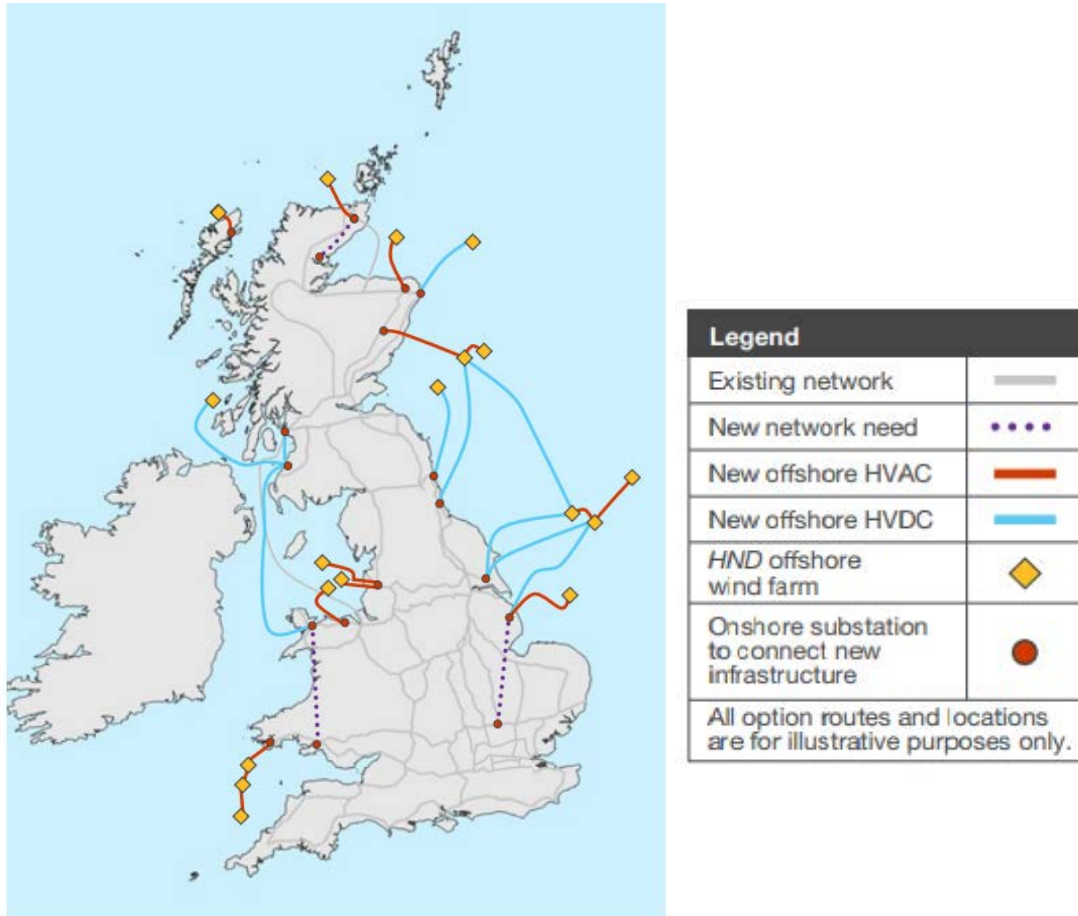 Legend
Existing network
New network need
New offshore HVAC
New offshore HVDC
HND offshore
wind farm
Onshore substation
to connect new
infrastructure
All option routes and locations
are for illustrative purposes only.